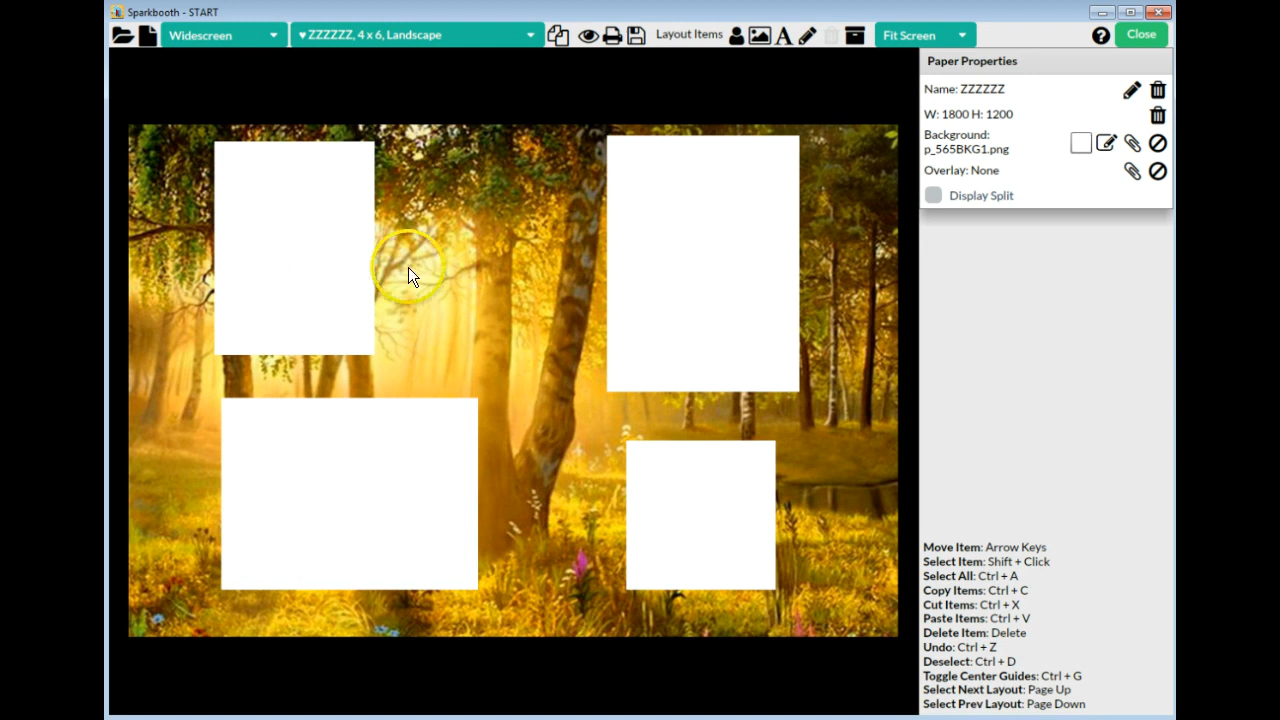 Sparkbooth - START
Widescreen
♥ ZZZZZZ, 4 x 6, Landscape
Layout Items
Fit Screen
Close
Paper Properties
Name: ZZZZZZ
W: 1800 H: 1200
Background:
p_565BKG1.png
Overlay: None
Display Split
Move Item: Arrow Keys
Select Item: Shift + Click
Select All: Ctrl + A
Copy Items: Ctrl + C
Cut Items: Ctrl + X
Paste Items: Ctrl + V
Delete Item: Delete
Undo: Ctrl + Z
Deselect: Ctrl + D
Toggle Center Guides: Ctrl + G
Select Next Layout: Page Up
Select Prev Layout: Page Down